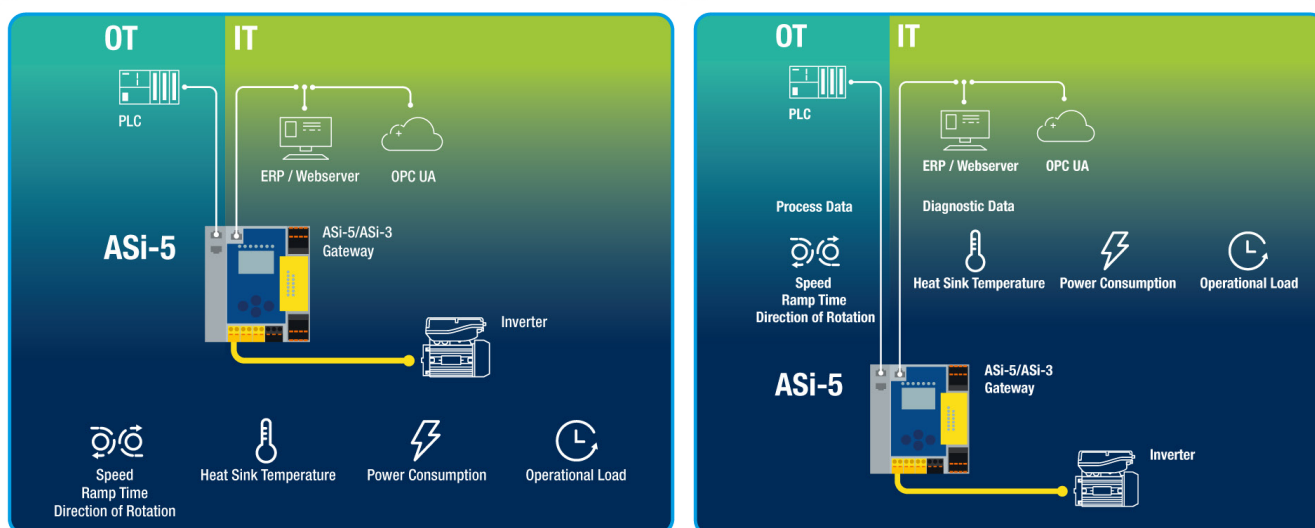 OT
IT
PLC
ERP / Webserver
OPC UA
ASi-5
ASi-5/ASi-3
Gateway
Inverter
Speed
Ramp Time
Direction of Rotation
Heat Sink Temperature
Power Consumption
Operational Load
OT
IT
PLC
ERP / Webserver
OPC UA
Process Data
Diagnostic Data
Speed
Ramp Time
Direction of Rotation
Heat Sink Temperature
Power Consumption
Operational Load
ASi-5
ASi-5/ASi-3
Gateway
Inverter